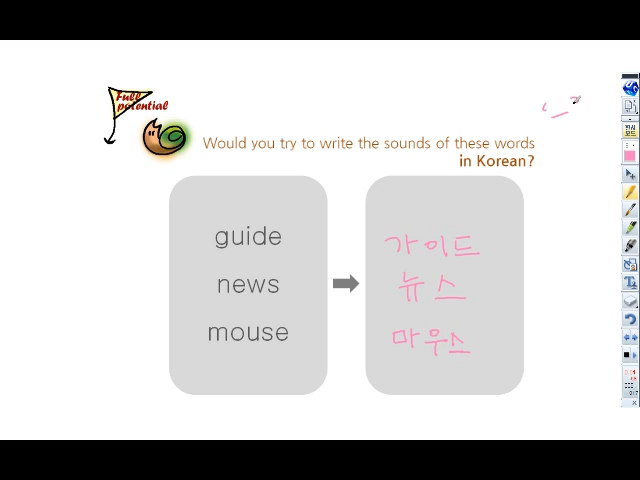 Full
potential
Would you try to write the sounds of these words
in Korean?
guide
news
mouse
가이드
뉴스
마우스